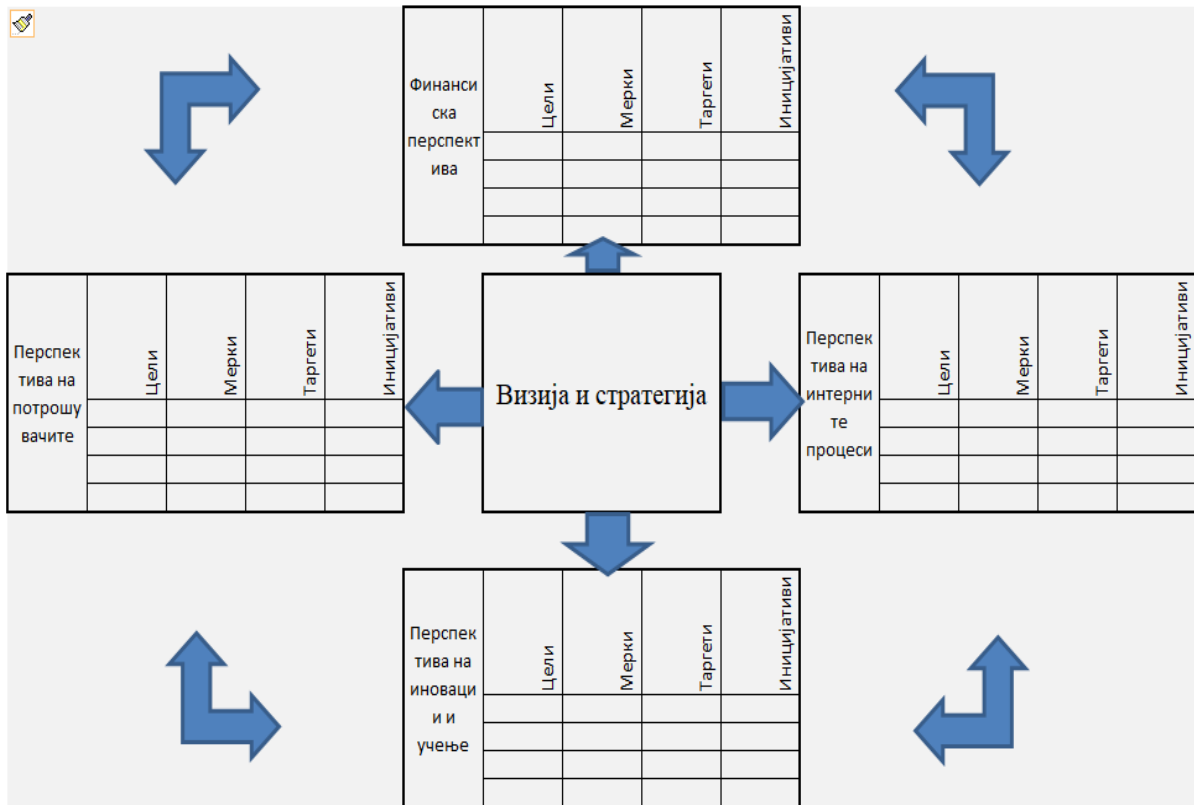 Финанси
ска
перспект
ива
Цели
Мерки
Таргети
Иницијативи
Перспек
тива на
потрошу
вачите
Цели
Мерки
Таргети
Иницијативи
Визија и стратегија
Перспек
тива на
интерни
те
процеси
Цели
Мерки
Таргети
Иницијативи
Перспек
тива на
иноваци
и и
учење
Цели
Мерки
Таргети
Иницијативи